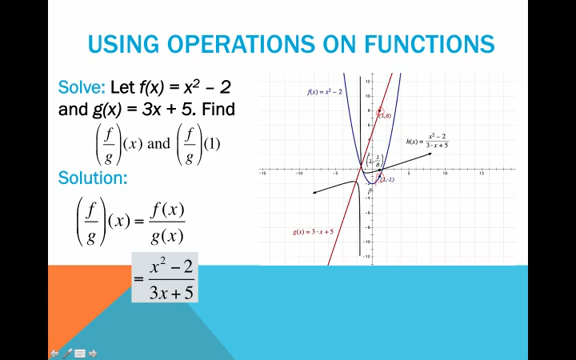 USING OPERATIONS ON FUNCTIONS
Solve: Let f(x) = x² – 2
and g(x) = 3x + 5. Find
(f/g)(x) and (f/g)(1)
Solution:
(f/g)(x) = f(x)/g(x)
= x² − 2 / 3x + 5
f(x) = x² − 2
(1,8)
h(x) = x² − 2 / 3·x + 5
(1,-1)
g(x) = 3·x + 5